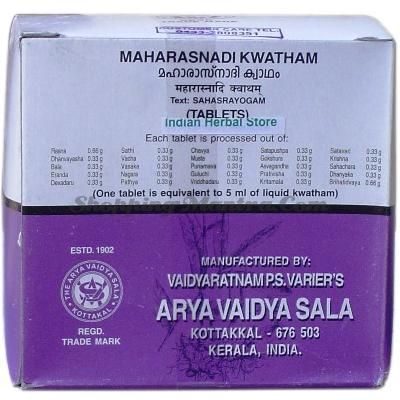 CUSTOMER CARE TEL
0483-2808351
MAHARASNADI KWATHAM
മഹാരാസ്നാദി ക്വാഥം
महारास्नादि क्वाथम्
Text: SAHASRAYOGAM
(TABLETS)
Indian Herbal Store
Each tablet is processed out of:
Rasna 0.66 g Sathi 0.33 g Chavya 0.33 g Satapushpa 0.33 g Satavari 0.33 g
Dhanvayasha 0.33 g Vacha 0.33 g Musta 0.33 g Gokshura 0.33 g Krishna 0.33 g
Bala 0.33 g Vasaka 0.33 g Punarnava 0.33 g Aswagandha 0.33 g Sahachara 0.33 g
Eranda 0.33 g Nagara 0.33 g Guluchi 0.33 g Prathivisha 0.33 g Dhanyaka 0.33 g
Devadaru 0.33 g Pathya 0.33 g Vriddhadaru 0.33 g Kritamala 0.33 g Brihatidvaya 0.66 g
(One tablet is equivalent to 5 ml of liquid kwatham)
ESTD. 1902
THE ARYA VAIDYA SALA
KOTTAKKAL
REGD.
TRADE MARK
MANUFACTURED BY:
VAIDYARATNAM P.S. VARIER'S
ARYA VAIDYA SALA
KOTTAKKAL - 676 503
KERALA, INDIA.